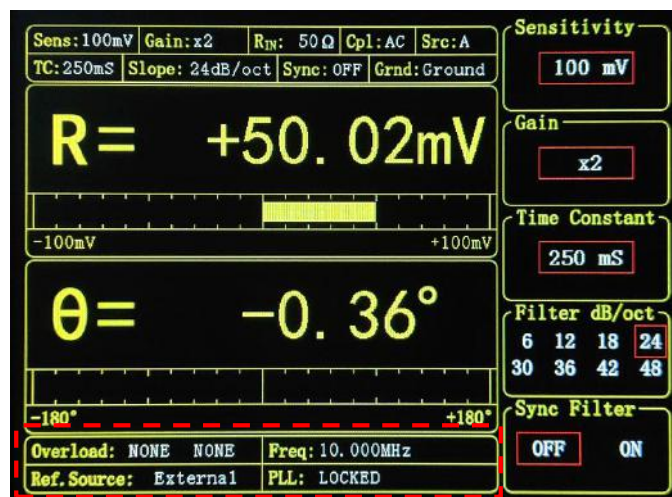 Sens:100mV Gain:x2 RIN: 50Ω Cpl:AC Src:A
TC:250mS Slope: 24dB/oct Sync:OFF Grnd:Ground
R= +50.02mV
-100mV +100mV
θ= -0.36°
-180° +180°
Overload: NONE NONE Freq:10.000MHz
Ref.Source: External PLL: LOCKED
Sensitivity
100 mV
Gain
x2
Time Constant
250 mS
Filter dB/oct
6 12 18 24
30 36 42 48
Sync Filter
OFF ON